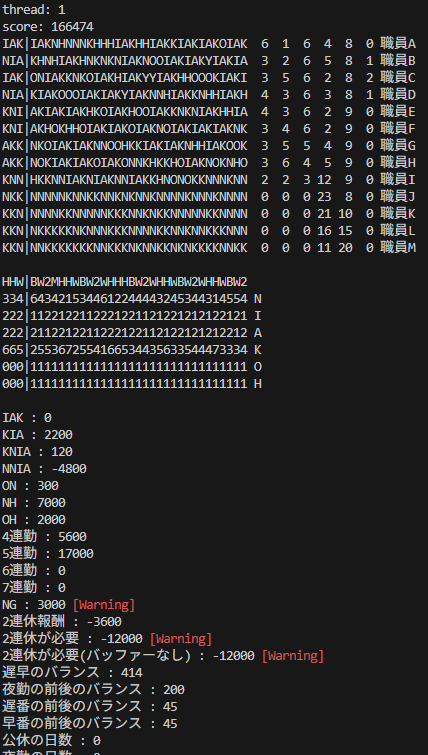 thread: 1
score: 166474
IAK|IAKNHNNNKHHHIAKHHIAKKIAKIAKOIAK  6  1  6  4  8  0 職員A
NIA|KHNHIAKHNKNKNIAKNOOIAKIAKYIAKIA  3  2  6  5  8  1 職員B
IAK|ONIAKKNKOIAKHIAKYYIAKHHOOOKIAKI  3  5  6  2  8  2 職員C
NIA|KIAKOOOIAKIAKYIAKNNHIAKKNHHIAKH  4  3  6  3  8  1 職員D
KNI|AKIAKIAKHKOIAKHOOIAKKNKNIAKHHIA  4  3  6  2  9  0 職員E
KNI|AKHOKHHOIAKIAKOIAKNOIAKIAKIAKNK  3  4  6  2  9  0 職員F
AKK|NKOIAKIAKNNOOHKKIAKIAKNHHIAKOOK  3  5  5  4  9  0 職員G
AKK|NOKIAKIAKOIAKONNKHKKHOIAKNOKNHO  3  6  4  5  9  0 職員H
KNN|HKKNNIAKNIAKNNIAKKHNONOKKNNNKNN  2  2  3 12  9  0 職員I
NKK|NNNNNKNNKKNNKNKNNNKKNNNNNKNNNKN  0  0  0 23  8  0 職員J
KKN|NNNNKKNNNNNKKKNNKKNNKNNNNKKNNNN  0  0  0 21 10  0 職員K
KKN|NKKNNNKKKNNKKKNNKKNNKNNKKKKKNNN  0  0  0 16 15  0 職員L
KKN|NNKKKKKKKNNKKKNKNNKKNKNKKKKNNKK  0  0  0 11 20  0 職員M
HHW|BW2MHHWBW2WHHHBW2WHHWBW2WHHWBW2
334|6434215344612244443245344314554 N
222|1122122112221221121221212122121 I
222|2112212211222122112122121212212 A
665|2553672554166534435633544473334 K
000|1111111111111111111111111111111 O
000|1111111111111111111111111111111 H
IAK : 0
KIA : 2200
KNIA : 120
NNIA : -4800
ON : 300
NH : 7000
OH : 2000
4連勤 : 5600
5連勤 : 17000
6連勤 : 0
7連勤 : 0
NG : 3000 [Warning]
2連休報酬 : -3600
2連休が必要 : -12000 [Warning]
2連休が必要(バッファーなし) : -12000 [Warning]
遅早のバランス : 414
夜勤の前後のバランス : 200
遅番の前後のバランス : 45
早番の前後のバランス : 45
公休の日数 : 0